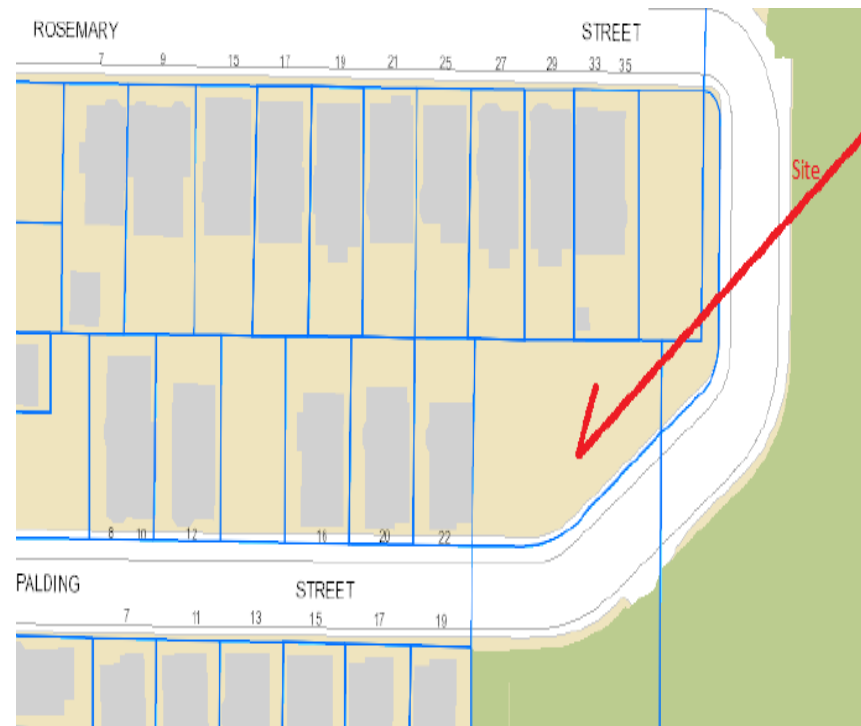 ROSEMARY STREET
7 9 15 17 19 21 25 27 29 33 35
Site
8 10 12 16 20 22
PALDING STREET
7 11 13 15 17 19